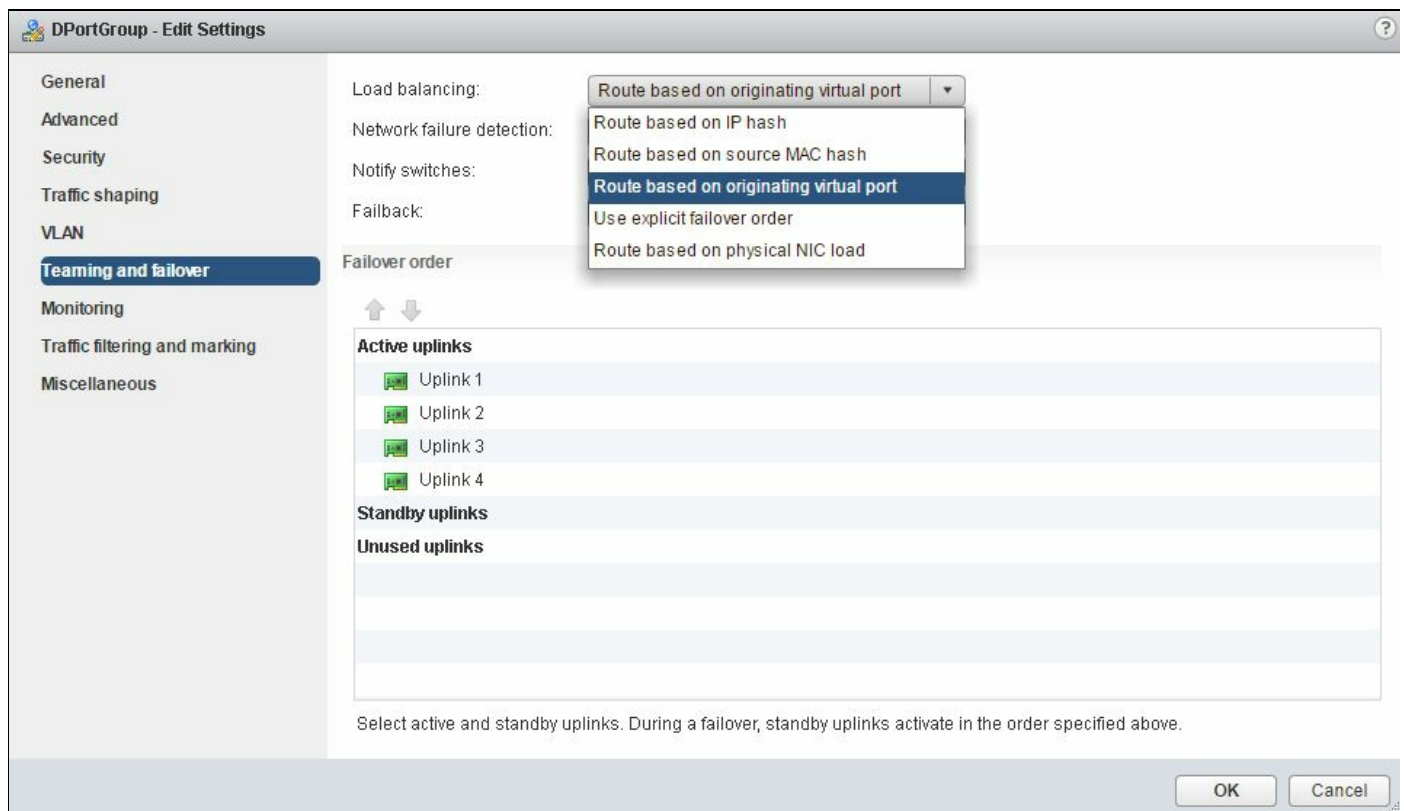 DPortGroup - Edit Settings
?
General
Advanced
Security
Traffic shaping
VLAN
Teaming and failover
Monitoring
Traffic filtering and marking
Miscellaneous
Load balancing:
Route based on originating virtual port
Network failure detection:
Notify switches:
Failback:
Route based on IP hash
Route based on source MAC hash
Route based on originating virtual port
Use explicit failover order
Route based on physical NIC load
Failover order
Active uplinks
Uplink 1
Uplink 2
Uplink 3
Uplink 4
Standby uplinks
Unused uplinks
Select active and standby uplinks. During a failover, standby uplinks activate in the order specified above.
OK
Cancel